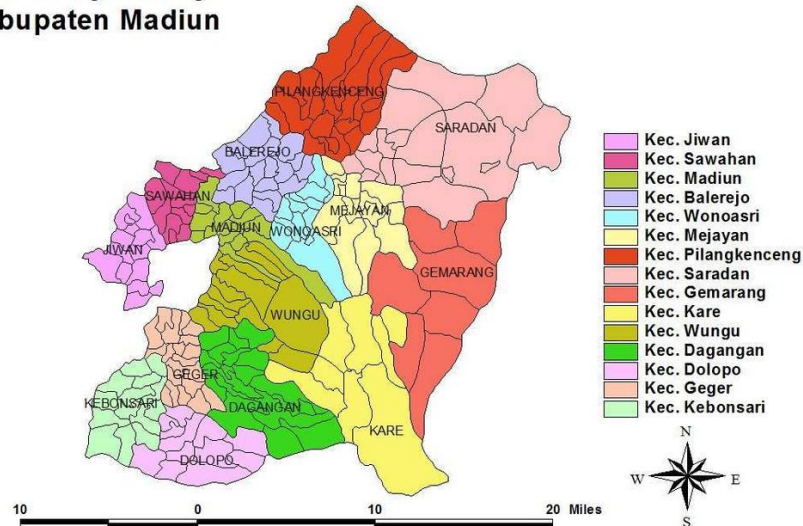 bupaten Madiun
PILANGKENCENG
SARADAN
BALEREJO
SAWAHAN
MEJAYAN
MADIUN
WONOASRI
JIWAN
GEMARANG
WUNGU
GEGER
KEBONSARI
DAGANGAN
KARE
DOLOPO
Kec. Jiwan
Kec. Sawahan
Kec. Madiun
Kec. Balerejo
Kec. Wonoasri
Kec. Mejayan
Kec. Pilangkenceng
Kec. Saradan
Kec. Gemarang
Kec. Kare
Kec. Wungu
Kec. Dagangan
Kec. Dolopo
Kec. Geger
Kec. Kebonsari
N
W E
S
10 0 10 20 Miles